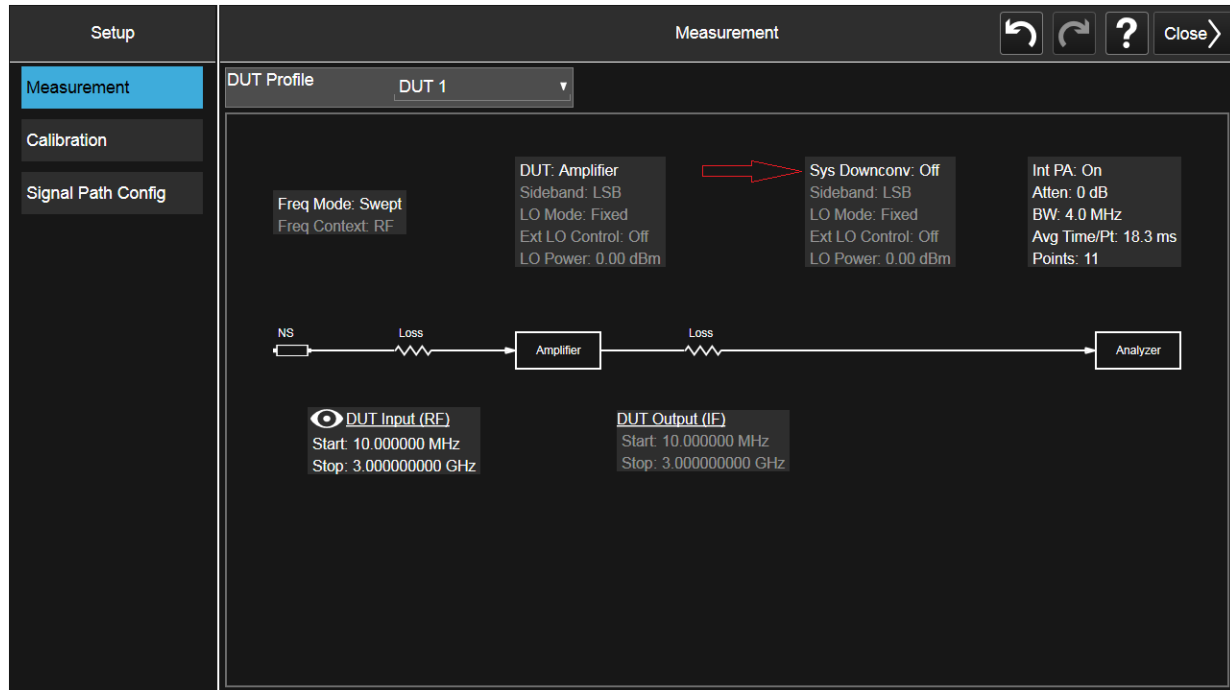 Setup
Measurement
Close
Measurement
Calibration
Signal Path Config
DUT Profile
DUT 1
Freq Mode: Swept
Freq Context: RF
DUT: Amplifier
Sideband: LSB
LO Mode: Fixed
Ext LO Control: Off
LO Power: 0.00 dBm
Sys Downconv: Off
Sideband: LSB
LO Mode: Fixed
Ext LO Control: Off
LO Power: 0.00 dBm
Int PA: On
Atten: 0 dB
BW: 4.0 MHz
Avg Time/Pt: 18.3 ms
Points: 11
NS
Loss
Amplifier
Loss
Analyzer
DUT Input (RF)
Start: 10.000000 MHz
Stop: 3.000000000 GHz
DUT Output (IF)
Start: 10.000000 MHz
Stop: 3.000000000 GHz